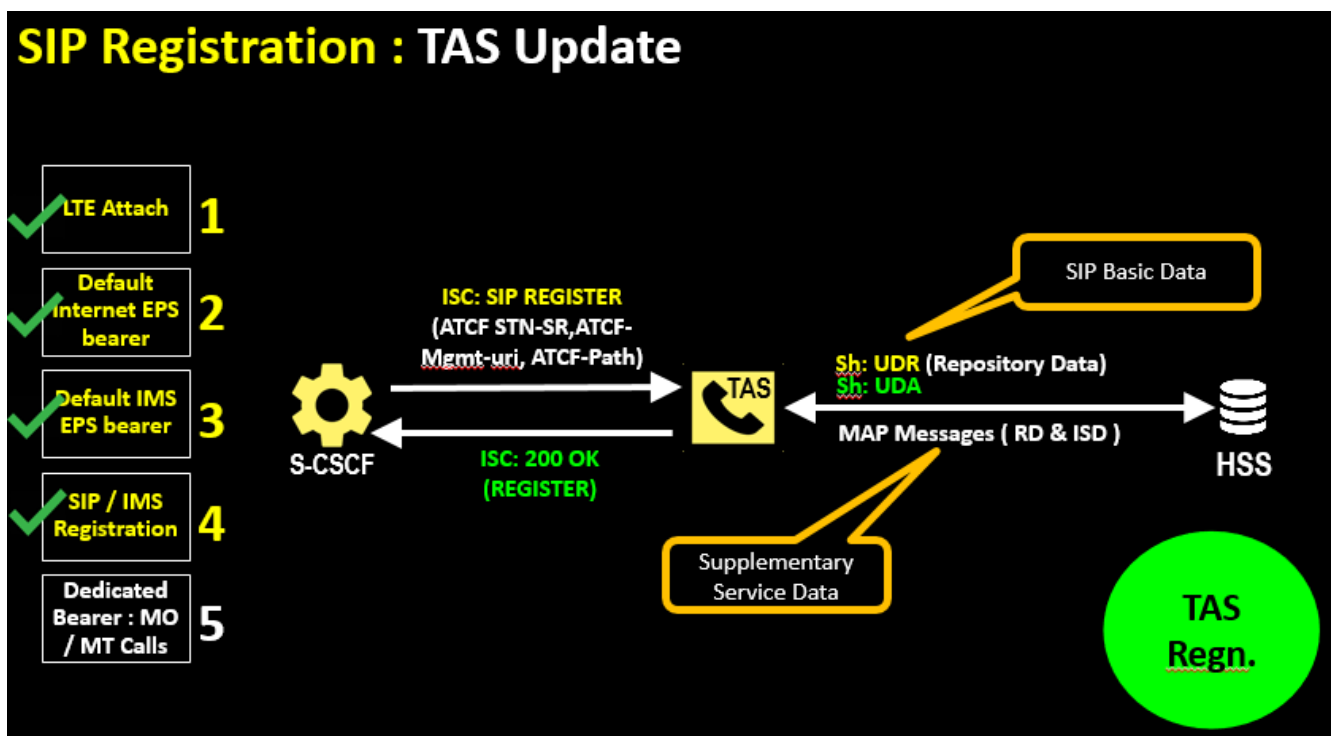 SIP Registration : TAS Update
LTE Attach
1
Default
Internet EPS
bearer
2
Default IMS
EPS bearer
3
SIP / IMS
Registration
4
Dedicated
Bearer : MO
/ MT Calls
5
S-CSCF
ISC: SIP REGISTER
(ATCF STN-SR,ATCF-
Mgmt-uri, ATCF-Path)
ISC: 200 OK
(REGISTER)
TAS
SIP Basic Data
Sh: UDR (Repository Data)
Sh: UDA
MAP Messages ( RD & ISD )
HSS
Supplementary
Service Data
TAS
Regn.